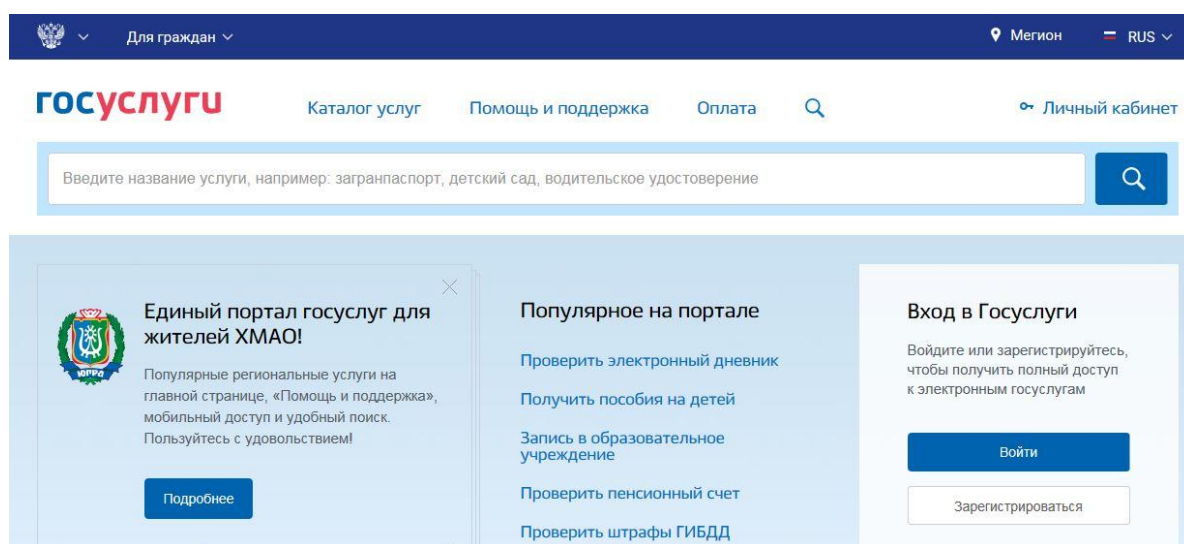 Для граждан
Мегион
RUS
госуслуги
Каталог услуг
Помощь и поддержка
Оплата
Личный кабинет
Введите название услуги, например: загранпаспорт, детский сад, водительское удостоверение
Единый портал госуслуг для
жителей ХМАО!
Популярные региональные услуги на
главной странице, «Помощь и поддержка»,
мобильный доступ и удобный поиск.
Пользуйтесь с удовольствием!
Подробнее
ЮГРА
Популярное на портале
Проверить электронный дневник
Получить пособия на детей
Запись в образовательное
учреждение
Проверить пенсионный счет
Проверить штрафы ГИБДД
Вход в Госуслуги
Войдите или зарегистрируйтесь,
чтобы получить полный доступ
к электронным госуслугам
Войти
Зарегистрироваться